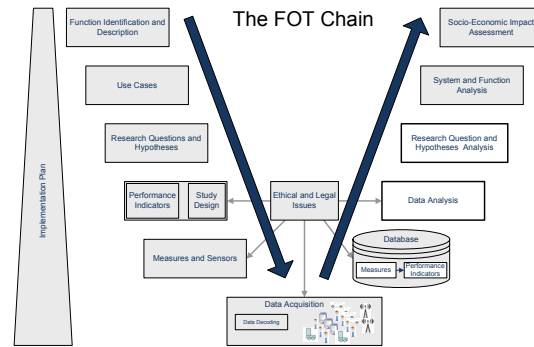 The FOT Chain
Function Identification and
Description
Socio-Economic Impact
Assessment
Use Cases
System and Function
Analysis
Research Questions and
Hypotheses
Research Question and
Hypotheses Analysis
Implementation Plan
Performance
Indicators
Study
Design
Ethical and Legal
Issues
Data Analysis
Measures and Sensors
Database
Measures
Performance
Indicators
Data Acquisition
Data Decoding